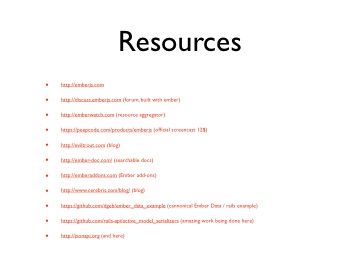 Resources
• http://emberjs.com
• http://discuss.emberjs.com (forum, built with ember)
• http://emberwatch.com (resource aggregator)
• https://peepcode.com/products/emberjs (official screencast 12$)
• http://eviltrout.com (blog)
• http://ember-doc.com/ (searchable docs)
• http://emberaddons.com (Ember add-ons)
• http://www.cerebris.com/blog/ (blog)
• https://github.com/dgeb/ember_data_example (cannonical Ember Data / rails example)
• https://github.com/rails-api/active_model_serializers (amazing work being done here)
• http://jsonapi.org (and here)